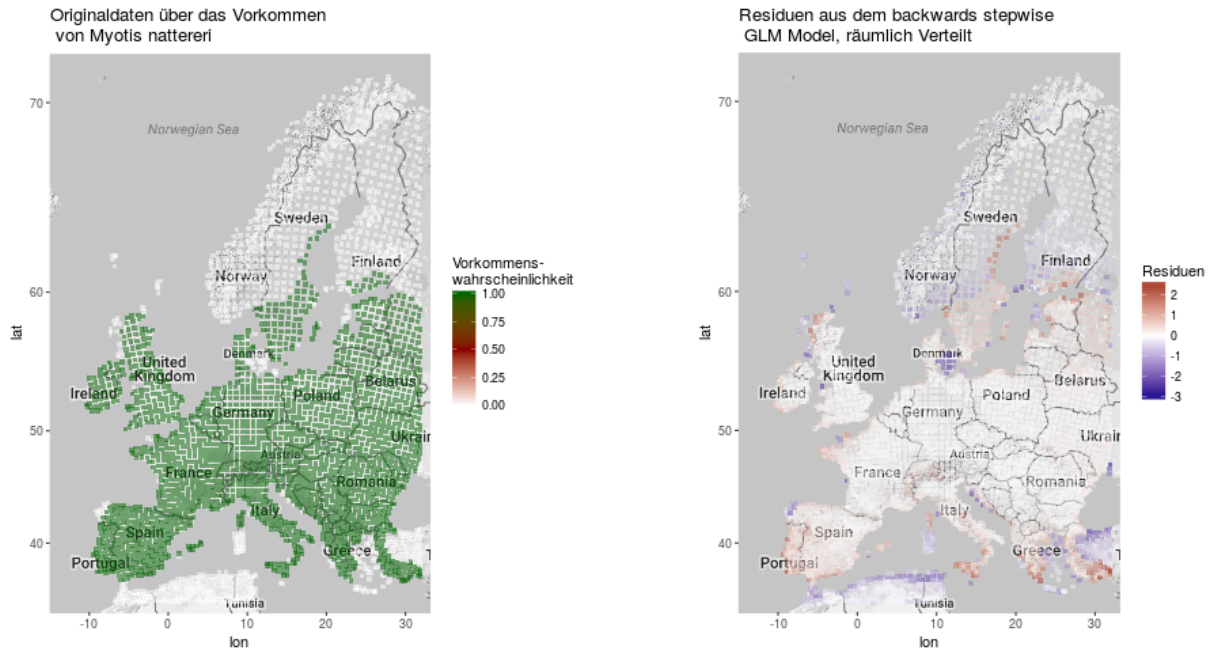 Originaldaten über das Vorkommen
von Myotis nattereri
70
60
50
40
lat
-10
0
10
20
30
lon
Norwegian Sea
Sweden
Norway
Finland
Denmark
United
Kingdom
Ireland
Belarus
Poland
Germany
Ukrain
Austria
France
Romania
Italy
Spain
Greece
Portugal
T
Tunisia
Vorkommens-
wahrscheinlichkeit
1.00
0.75
0.50
0.25
0.00
Residuen aus dem backwards stepwise
GLM Model, räumlich Verteilt
70
60
50
40
lat
-10
0
10
20
30
lon
Norwegian Sea
Sweden
Norway
Finland
Denmark
United
Kingdom
Ireland
Belarus
Poland
Germany
Ukrain
Austria
France
Romania
Italy
Spain
Greece
Portugal
T
Tunisia
Residuen
2
1
0
-1
-2
-3